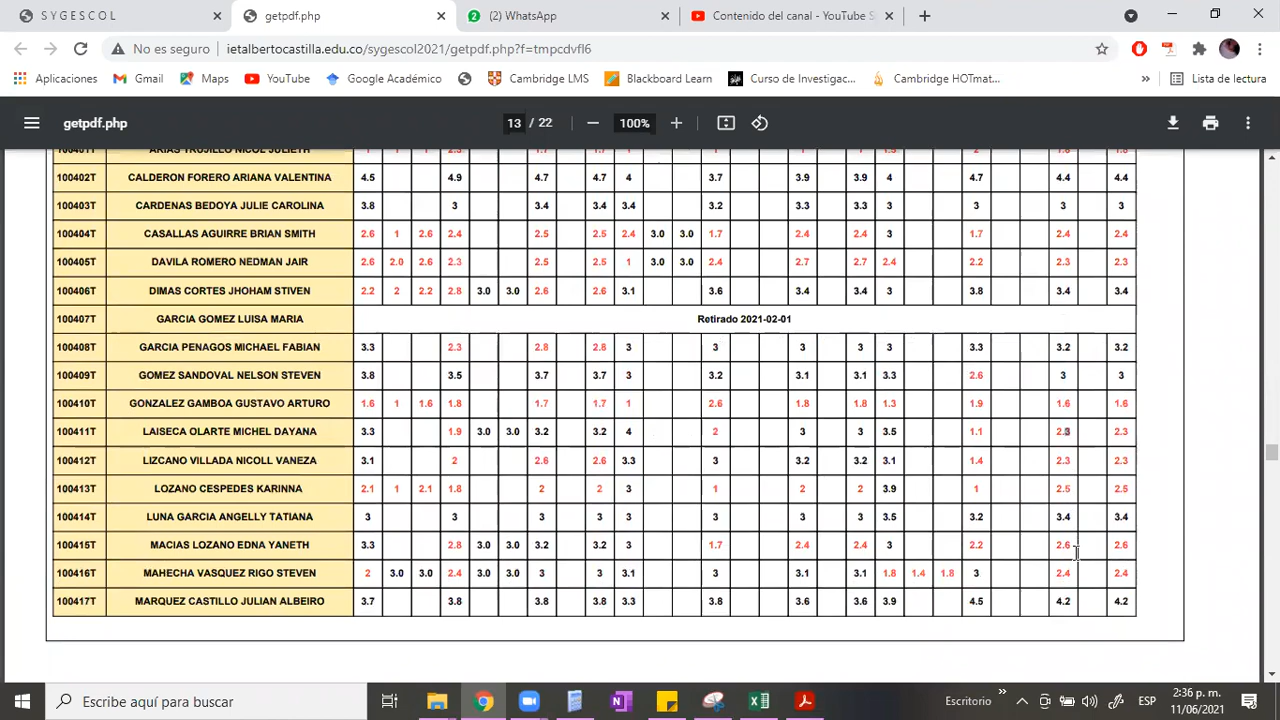 S Y G E S C O L
getpdf.php
(2) WhatsApp
Contenido del canal - YouTube S
No es seguro | ietalbertocastilla.edu.co/sygescol2021/getpdf.php?f=tmpcdvfl6
Aplicaciones Gmail Maps YouTube Google Académico Cambridge LMS Blackboard Learn Curso de Investigac... Cambridge HOTmat... » Lista de lectura
getpdf.php 13 / 22 100%
100401T ARIAS TRUJILLO NICOL JULIETH 1 1 1 2.3 1.7 1.7 1 1 1 1 1.5 2 1.6 1.6
100402T CALDERON FORERO ARIANA VALENTINA 4.5 4.9 4.7 4.7 4 3.7 3.9 3.9 4 4.7 4.4 4.4
100403T CARDENAS BEDOYA JULIE CAROLINA 3.8 3 3.4 3.4 3.4 3.2 3.3 3.3 3 3 3 3
100404T CASALLAS AGUIRRE BRIAN SMITH 2.6 1 2.6 2.4 2.5 2.5 2.4 3.0 3.0 1.7 2.4 2.4 3 1.7 2.4 2.4
100405T DAVILA ROMERO NEDMAN JAIR 2.6 2.0 2.6 2.3 2.5 2.5 1 3.0 3.0 2.4 2.7 2.7 2.4 2.2 2.3 2.3
100406T DIMAS CORTES JHOHAM STIVEN 2.2 2 2.2 2.8 3.0 3.0 2.6 2.6 3.1 3.6 3.4 3.4 3 3.8 3.4 3.4
100407T GARCIA GOMEZ LUISA MARIA Retirado 2021-02-01
100408T GARCIA PENAGOS MICHAEL FABIAN 3.3 2.3 2.8 2.8 3 3 3 3 3 3.3 3.2 3.2
100409T GOMEZ SANDOVAL NELSON STEVEN 3.8 3.5 3.7 3.7 3 3.2 3.1 3.1 3.3 2.6 3 3
100410T GONZALEZ GAMBOA GUSTAVO ARTURO 1.6 1 1.6 1.8 1.7 1.7 1 2.6 1.8 1.8 1.3 1.9 1.6 1.6
100411T LAISECA OLARTE MICHEL DAYANA 3.3 1.9 3.0 3.0 3.2 3.2 4 2 3 3 3.5 1.1 2.3 2.3
100412T LIZCANO VILLADA NICOLL VANEZA 3.1 2 2.6 2.6 3.3 3 3.2 3.2 3.1 1.4 2.3 2.3
100413T LOZANO CESPEDES KARINNA 2.1 1 2.1 1.8 2 2 3 1 2 2 3.9 1 2.5 2.5
100414T LUNA GARCIA ANGELLY TATIANA 3 3 3 3 3 3 3 3 3.5 3.2 3.4 3.4
100415T MACIAS LOZANO EDNA YANETH 3.3 2.8 3.0 3.0 3.2 3.2 3 1.7 2.4 2.4 3 2.2 2.6 2.6
100416T MAHECHA VASQUEZ RIGO STEVEN 2 3.0 3.0 2.4 3.0 3.0 3 3 3.1 3 3.1 3.1 1.8 1.4 1.8 3 2.4 2.4
100417T MARQUEZ CASTILLO JULIAN ALBEIRO 3.7 3.8 3.8 3.8 3.3 3.8 3.6 3.6 3.9 4.5 4.2 4.2
Escribe aquí para buscar
Escritorio » ESP 2:36 p. m.
11/06/2021